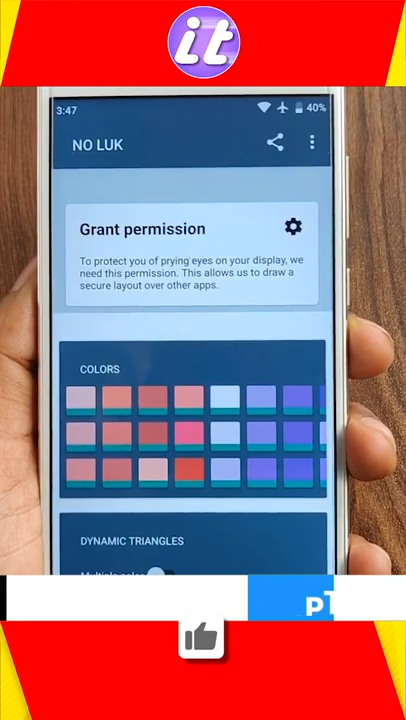 it
3:47
40%
NO LUK
Grant permission
To protect you of prying eyes on your display, we
need this permission. This allows us to draw a
secure layout over other apps.
COLORS
DYNAMIC TRIANGLES